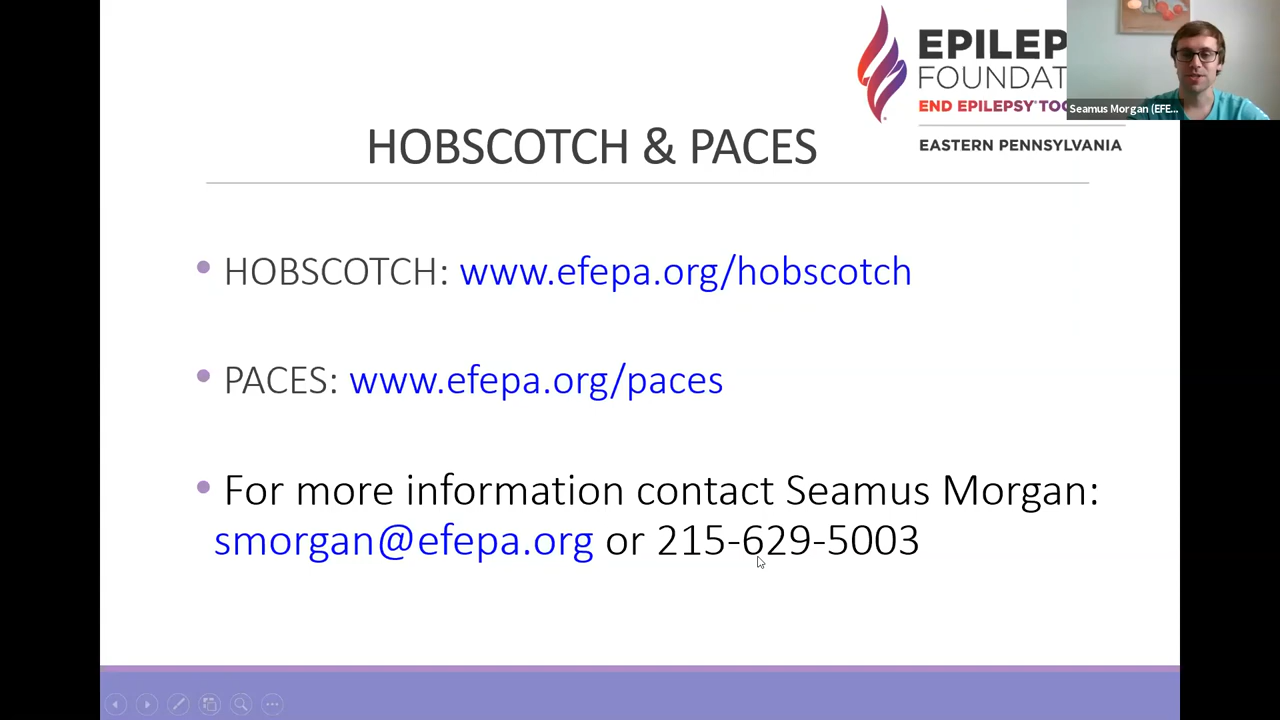 EPILEP
FOUNDAT
END EPILEPSY TO
Seamus Morgan (EFE...
EASTERN PENNSYLVANIA
HOBSCOTCH & PACES
• HOBSCOTCH: www.efepa.org/hobscotch
• PACES: www.efepa.org/paces
• For more information contact Seamus Morgan:
smorgan@efepa.org or 215-629-5003